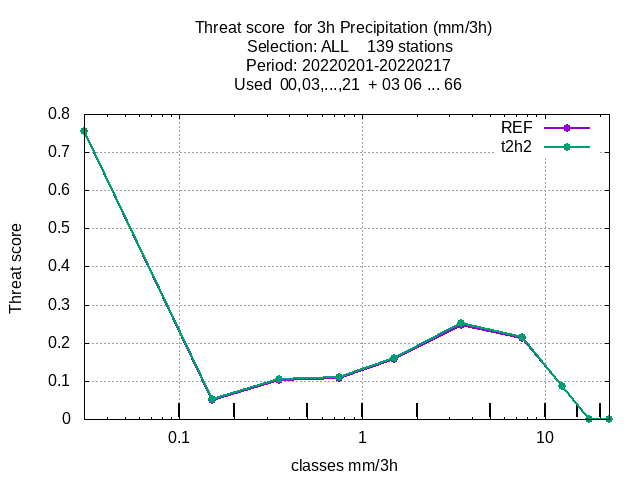 Threat score  for 3h Precipitation (mm/3h)
Selection: ALL    139 stations
Period: 20220201-20220217
Used  00,03,...,21  + 03 06 ... 66
REF
t2h2
0.8
0.7
0.6
0.5
0.4
0.3
0.2
0.1
0
Threat score
0.1
1
10
classes mm/3h